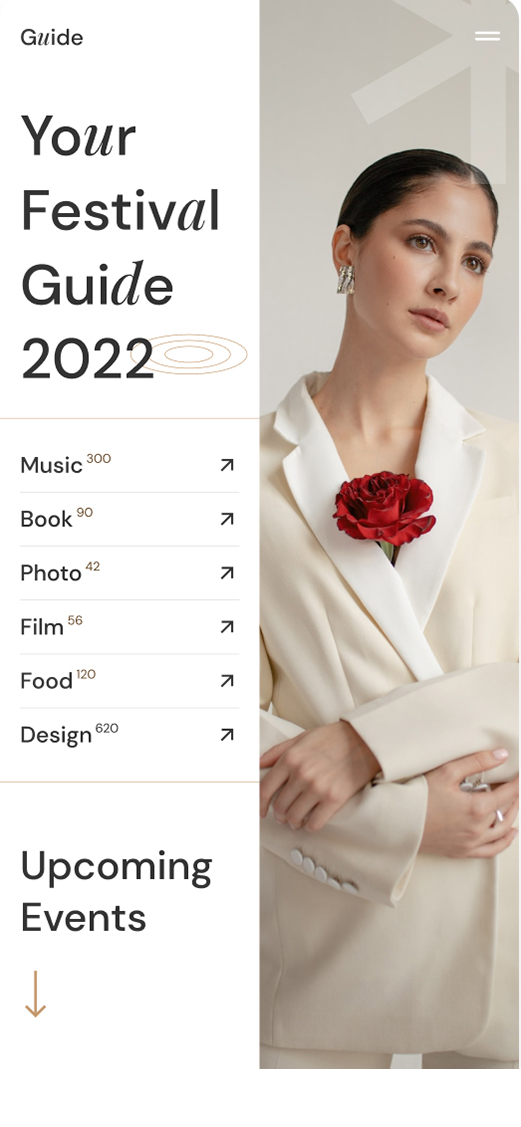 Guide
Your
Festival
Guide
2022
Music 300
Book 90
Photo 42
Film 56
Food 120
Design 620
Upcoming
Events